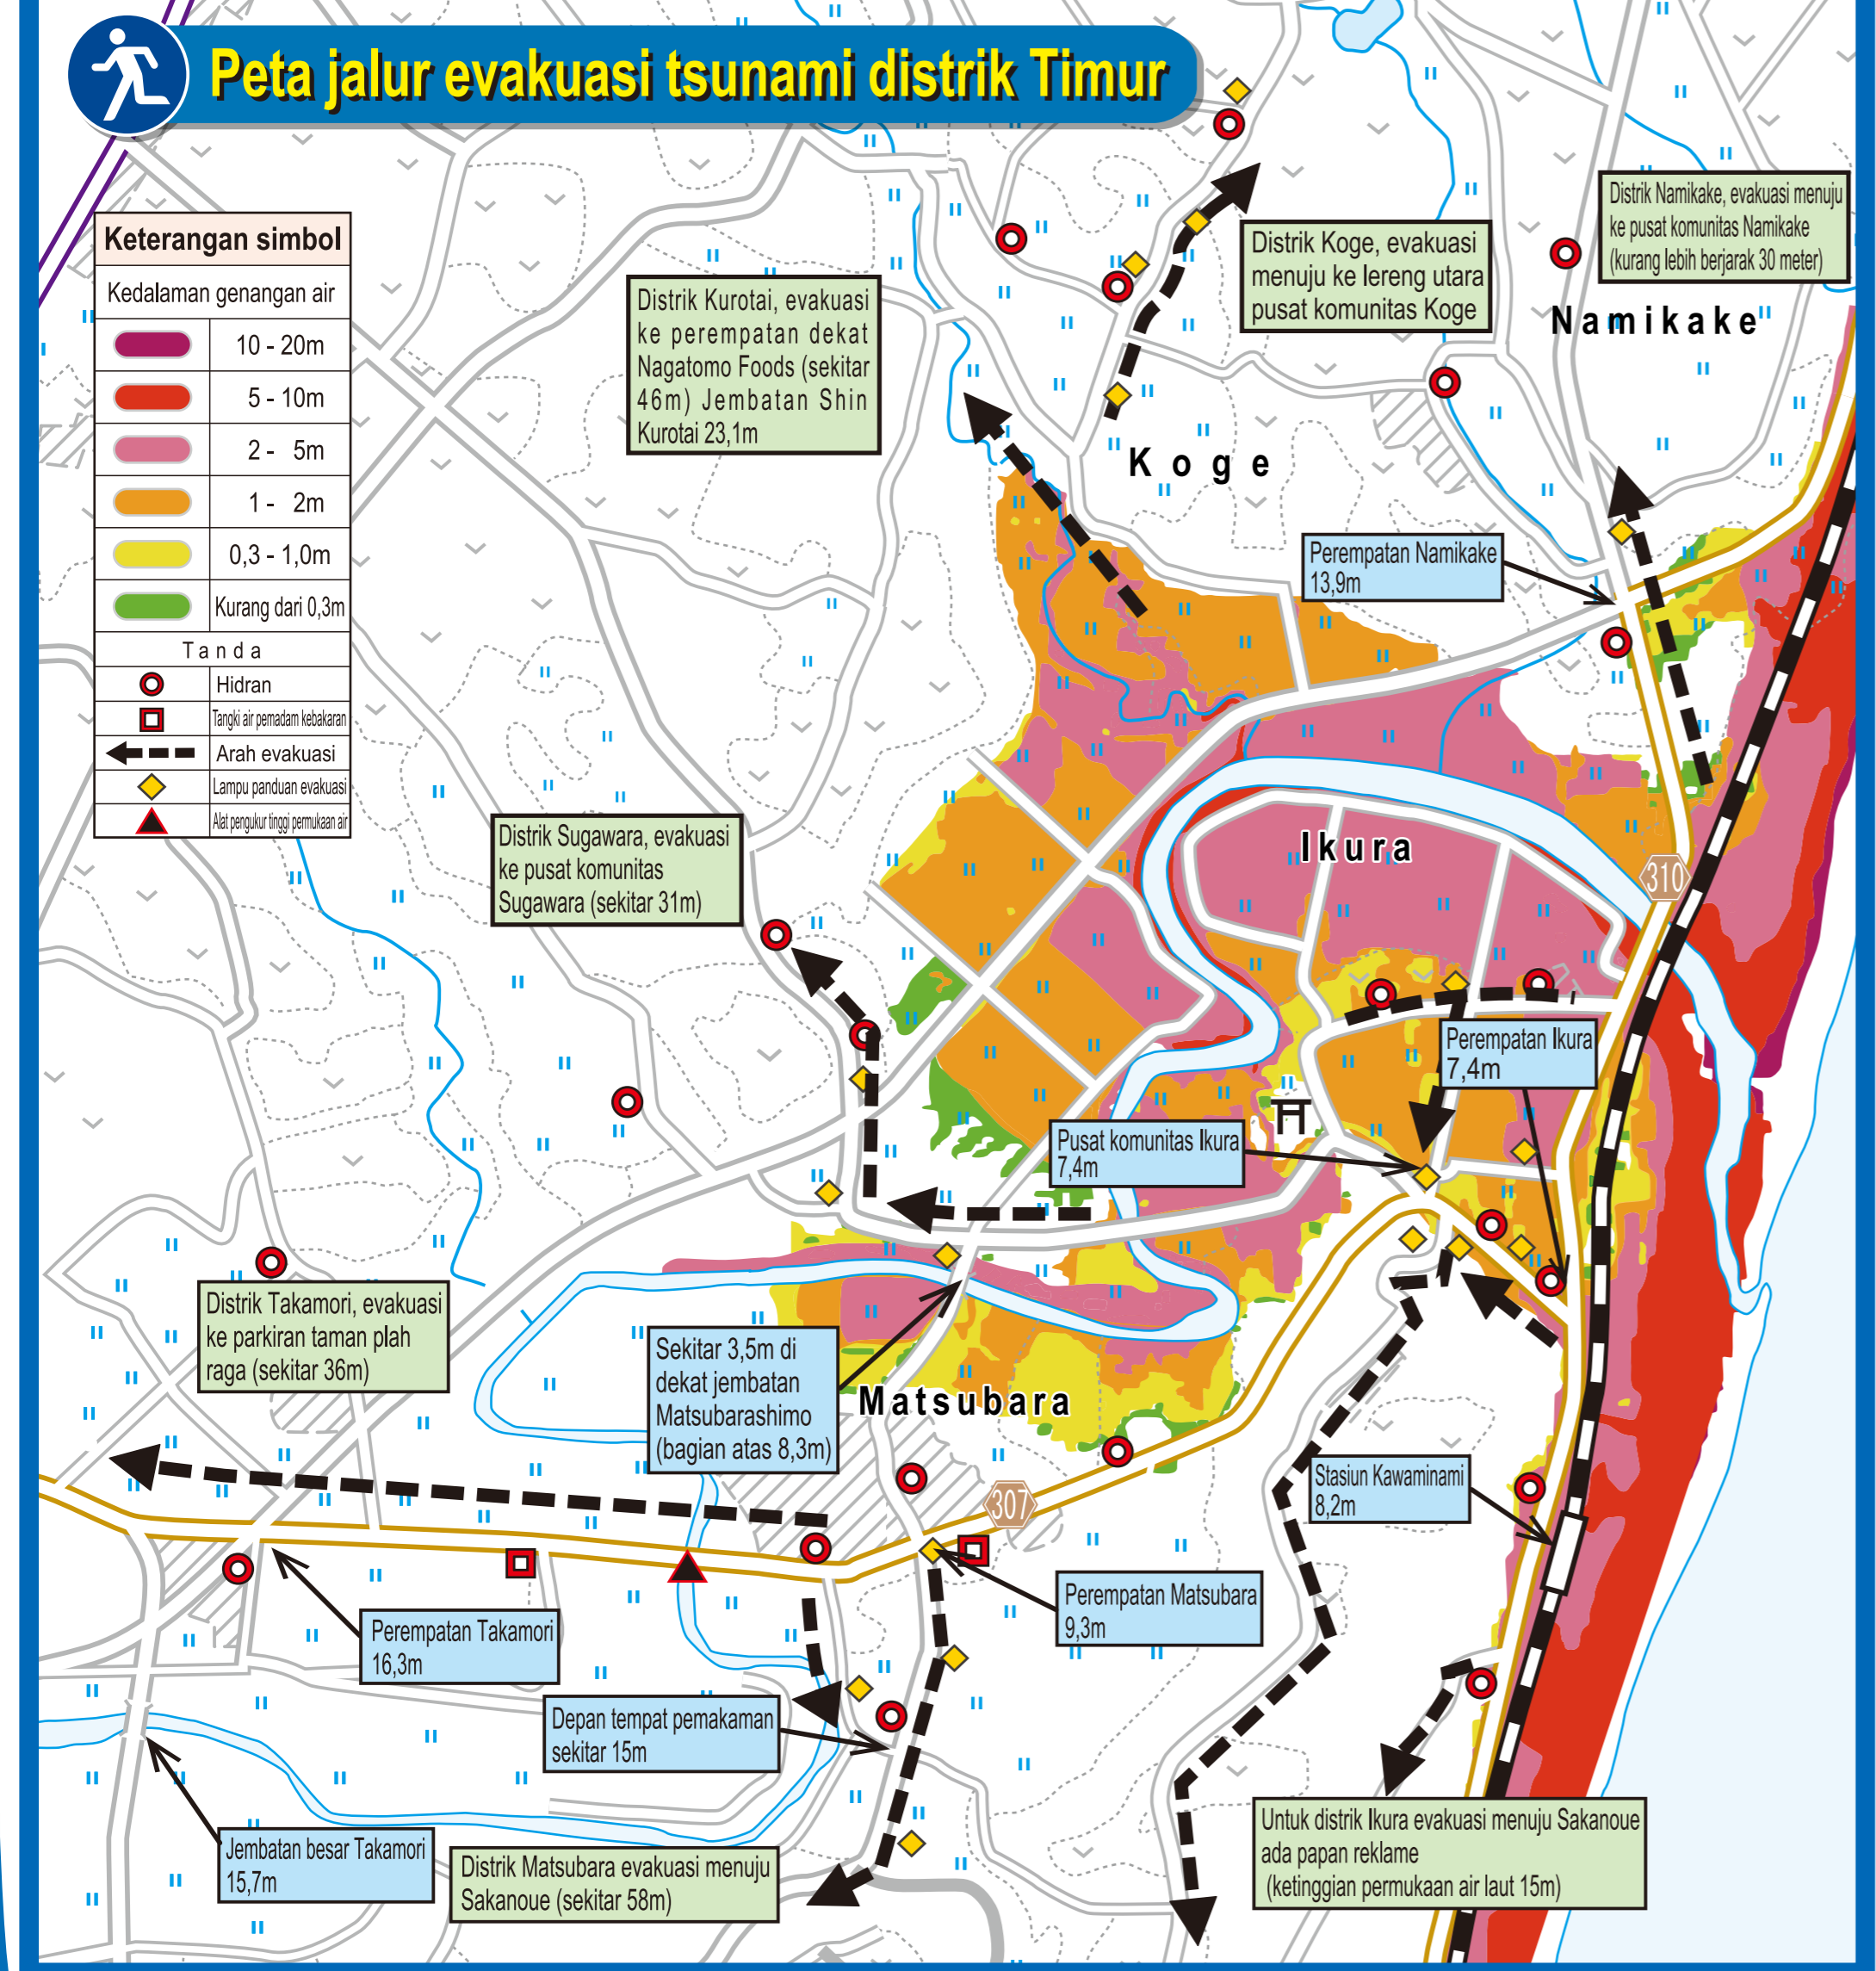 Peta jalur evakuasi tsunami distrik Timur
Keterangan simbol
Kedalaman genangan air
10 - 20m
5 - 10m
2 - 5m
1 - 2m
0,3 - 1,0m
Kurang dari 0,3m
Tanda
Hidran
Tangki air pemadam kebakaran
Arah evakuasi
Lampu panduan evakuasi
Alat pengukur tinggi permukaan air
Distrik Kurotai, evakuasi
ke perempatan dekat
Nagatomo Foods (sekitar
46m) Jembatan Shin
Kurotai 23,1m
Distrik Koge, evakuasi
menuju ke lereng utara
pusat komunitas Koge
Distrik Namikake, evakuasi menuju
ke pusat komunitas Namikake
(kurang lebih berjarak 30 meter)
Namikake
Koge
Perempatan Namikake
13,9m
Distrik Sugawara, evakuasi
ke pusat komunitas
Sugawara (sekitar 31m)
Ikura
310
Perempatan Ikura
7,4m
Pusat komunitas Ikura
7,4m
Distrik Takamori, evakuasi
ke parkiran taman plah
raga (sekitar 36m)
Sekitar 3,5m di
dekat jembatan
Matsubarashimo
(bagian atas 8,3m)
Matsubara
307
Stasiun Kawaminami
8,2m
Perempatan Matsubara
9,3m
Perempatan Takamori
16,3m
Depan tempat pemakaman
sekitar 15m
Jembatan besar Takamori
15,7m
Distrik Matsubara evakuasi menuju
Sakanoue (sekitar 58m)
Untuk distrik Ikura evakuasi menuju Sakanoue
ada papan reklame
(ketinggian permukaan air laut 15m)